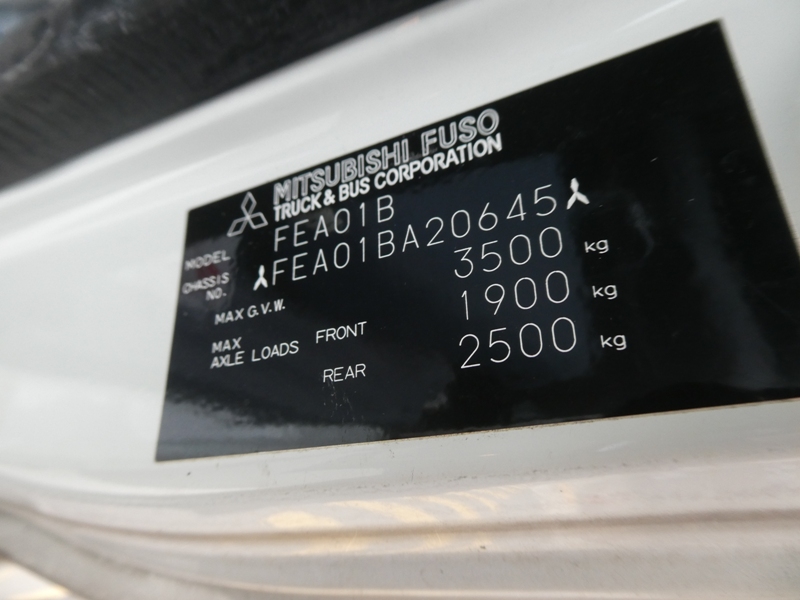 MITSUBISHI FUSO
TRUCK & BUS CORPORATION
MODEL FEA01B
CHASSIS NO. FEA01BA20645
MAX G.V.W. 3500 kg
MAX AXLE LOADS FRONT 1900 kg
REAR 2500 kg